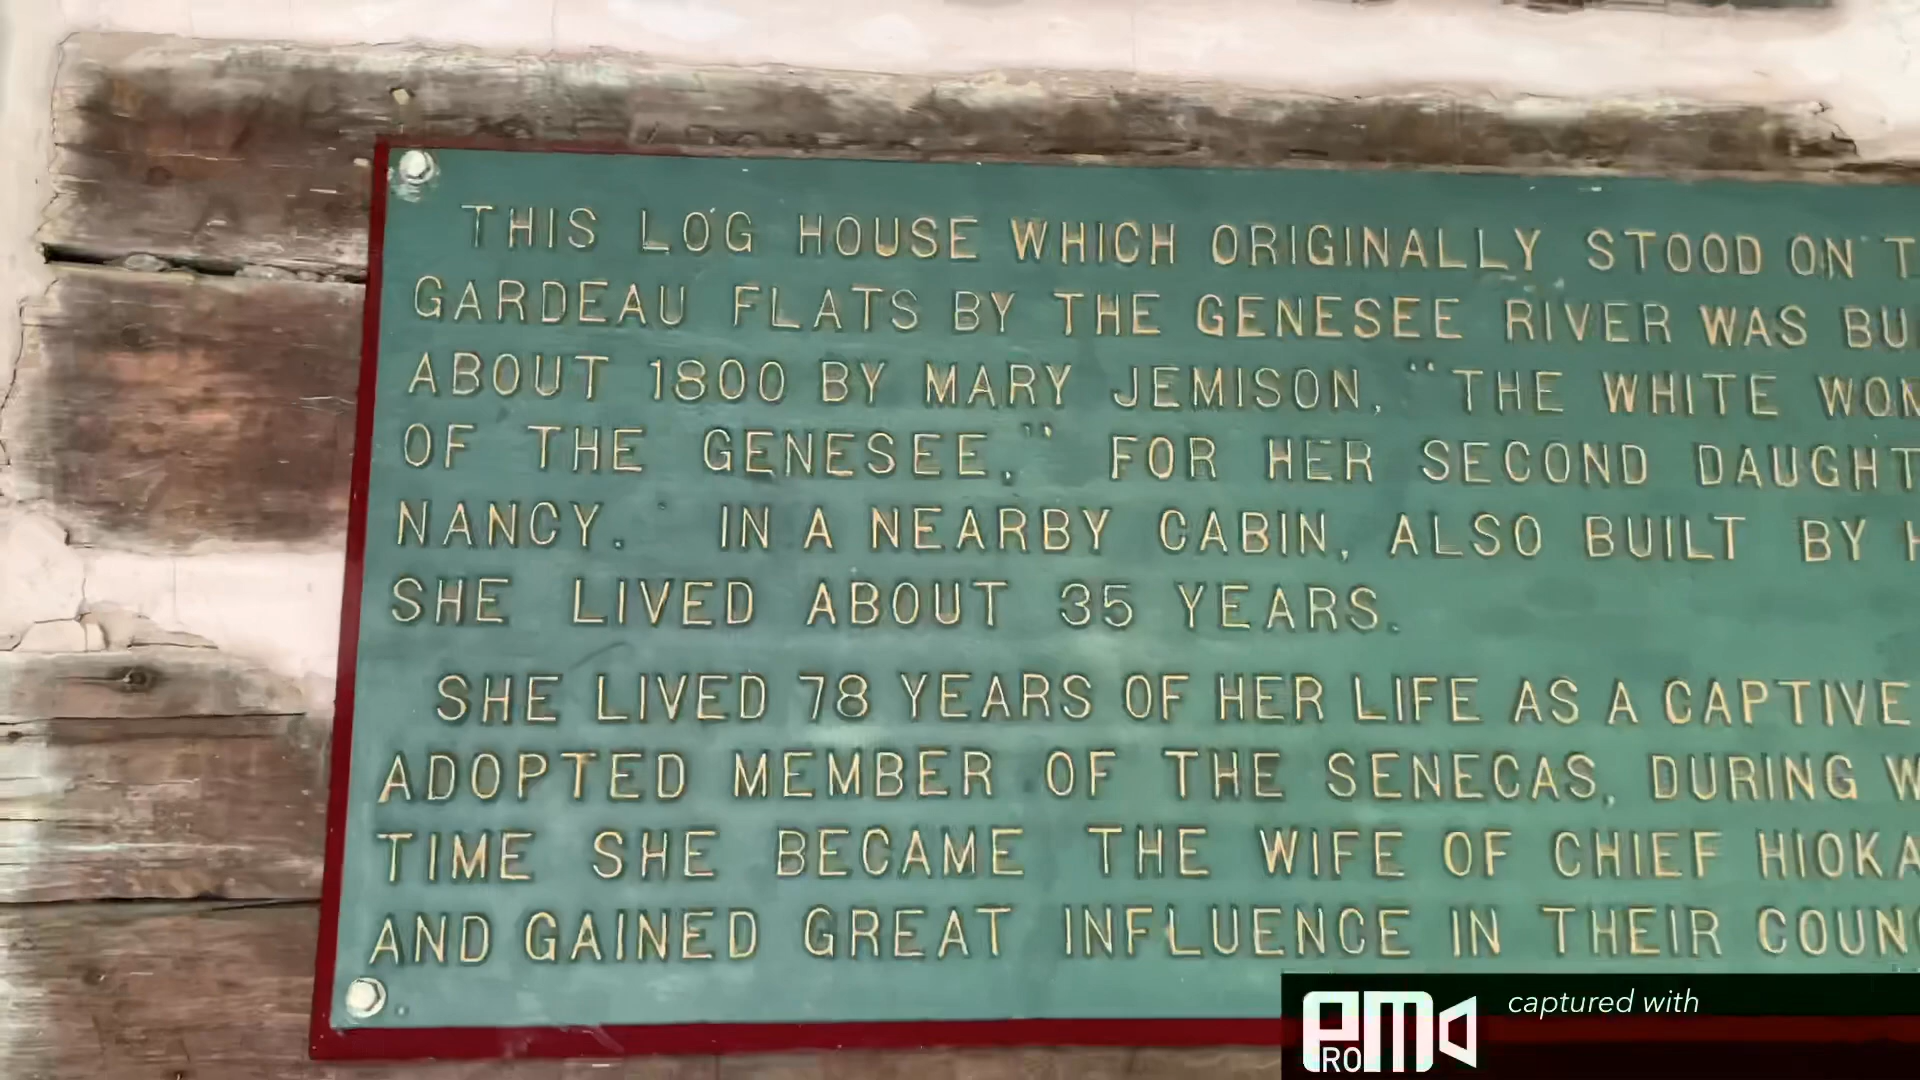 THIS LOG HOUSE WHICH ORIGINALLY STOOD ON T
GARDEAU FLATS BY THE GENESEE RIVER WAS BU
ABOUT 1800 BY MARY JEMISON, "THE WHITE WOM
OF THE GENESEE," FOR HER SECOND DAUGHT
NANCY. IN A NEARBY CABIN, ALSO BUILT BY H
SHE LIVED ABOUT 35 YEARS.
SHE LIVED 78 YEARS OF HER LIFE AS A CAPTIVE
ADOPTED MEMBER OF THE SENECAS, DURING W
TIME SHE BECAME THE WIFE OF CHIEF HIOKA
AND GAINED GREAT INFLUENCE IN THEIR COUNC
captured with
PRO